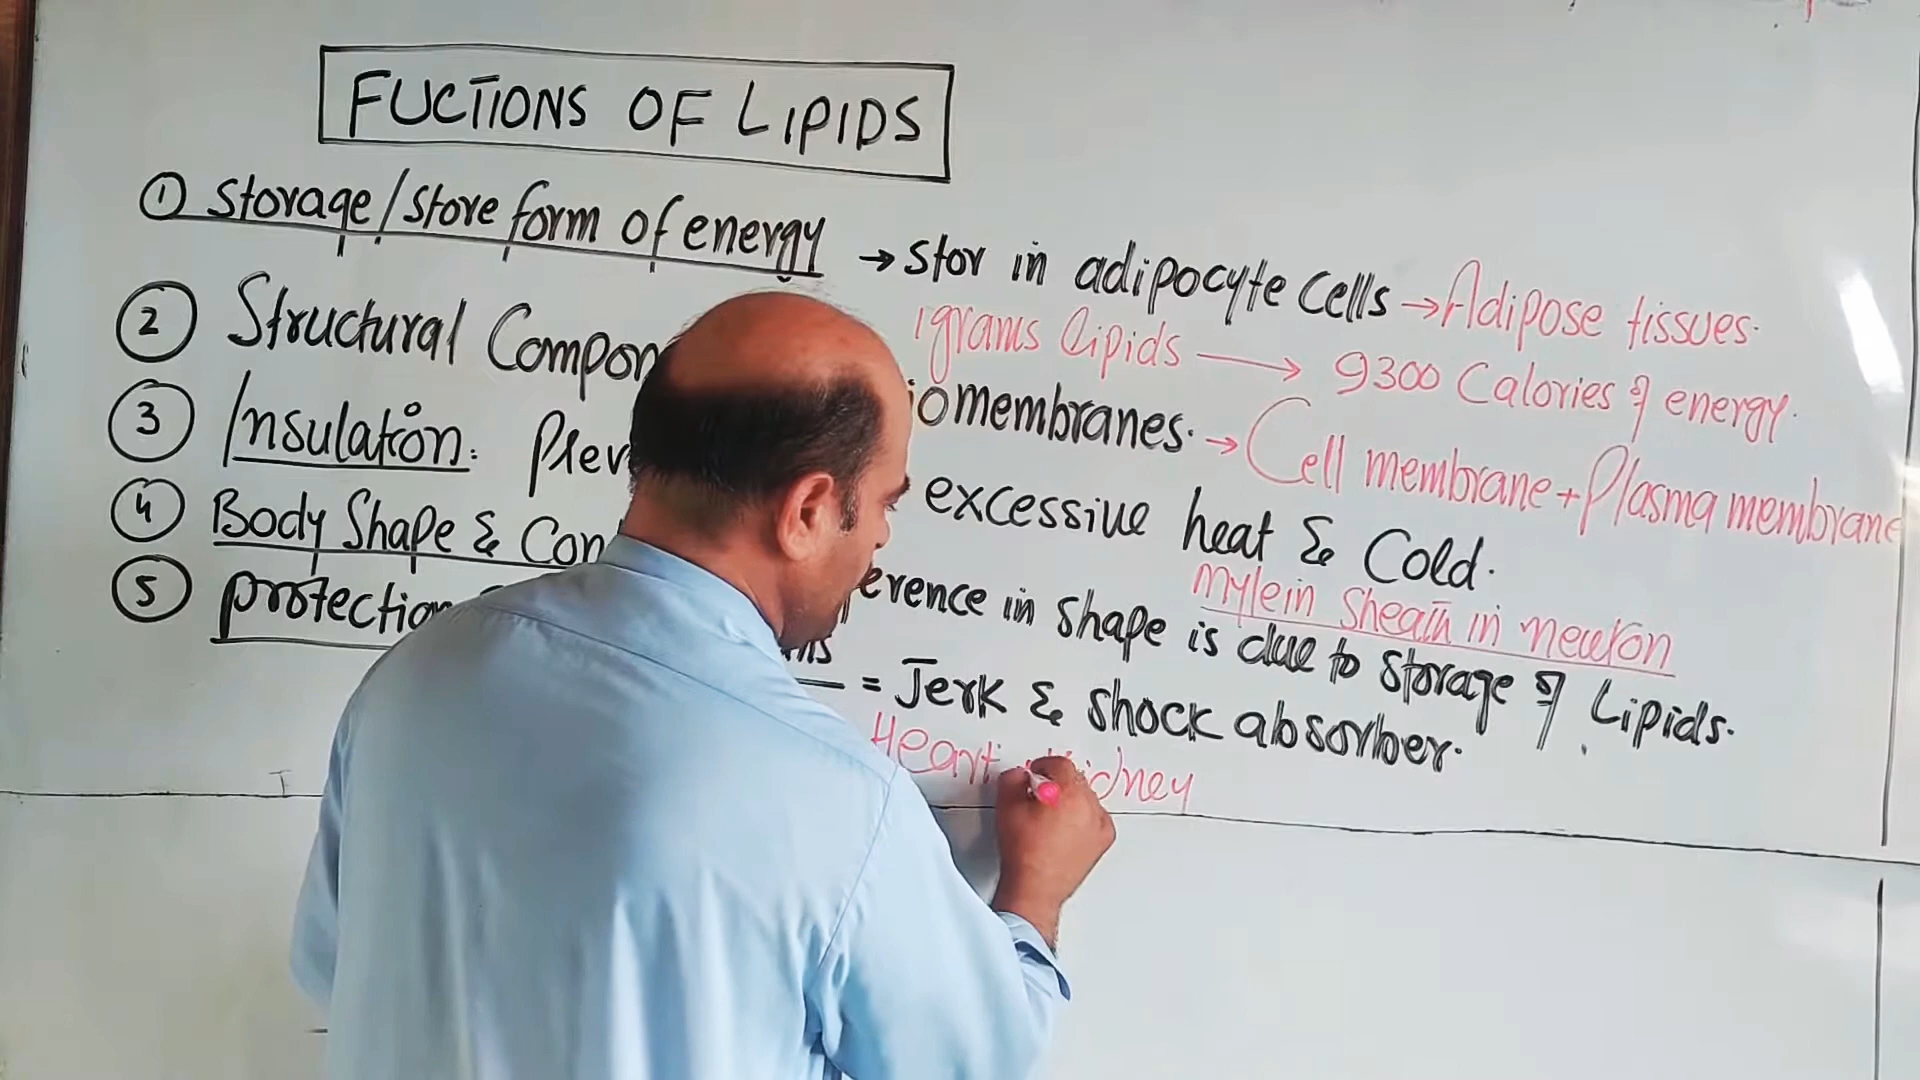 FUCTIONS OF LIPIDS
① Storage/store form of energy → Stor in adipocyte cells → Adipose tissues.
1grams lipids → 9300 Calories of energy.
② Structural Compon iomembranes. → Cell membrane + Plasma membrane
③ Insulation. Prev excessive heat & Cold.
Mylein Sheath in neuron
④ Body Shape & Con erence in shape is due to storage of Lipids.
⑤ protection = Jerk & shock absorber.
Heart Kidney